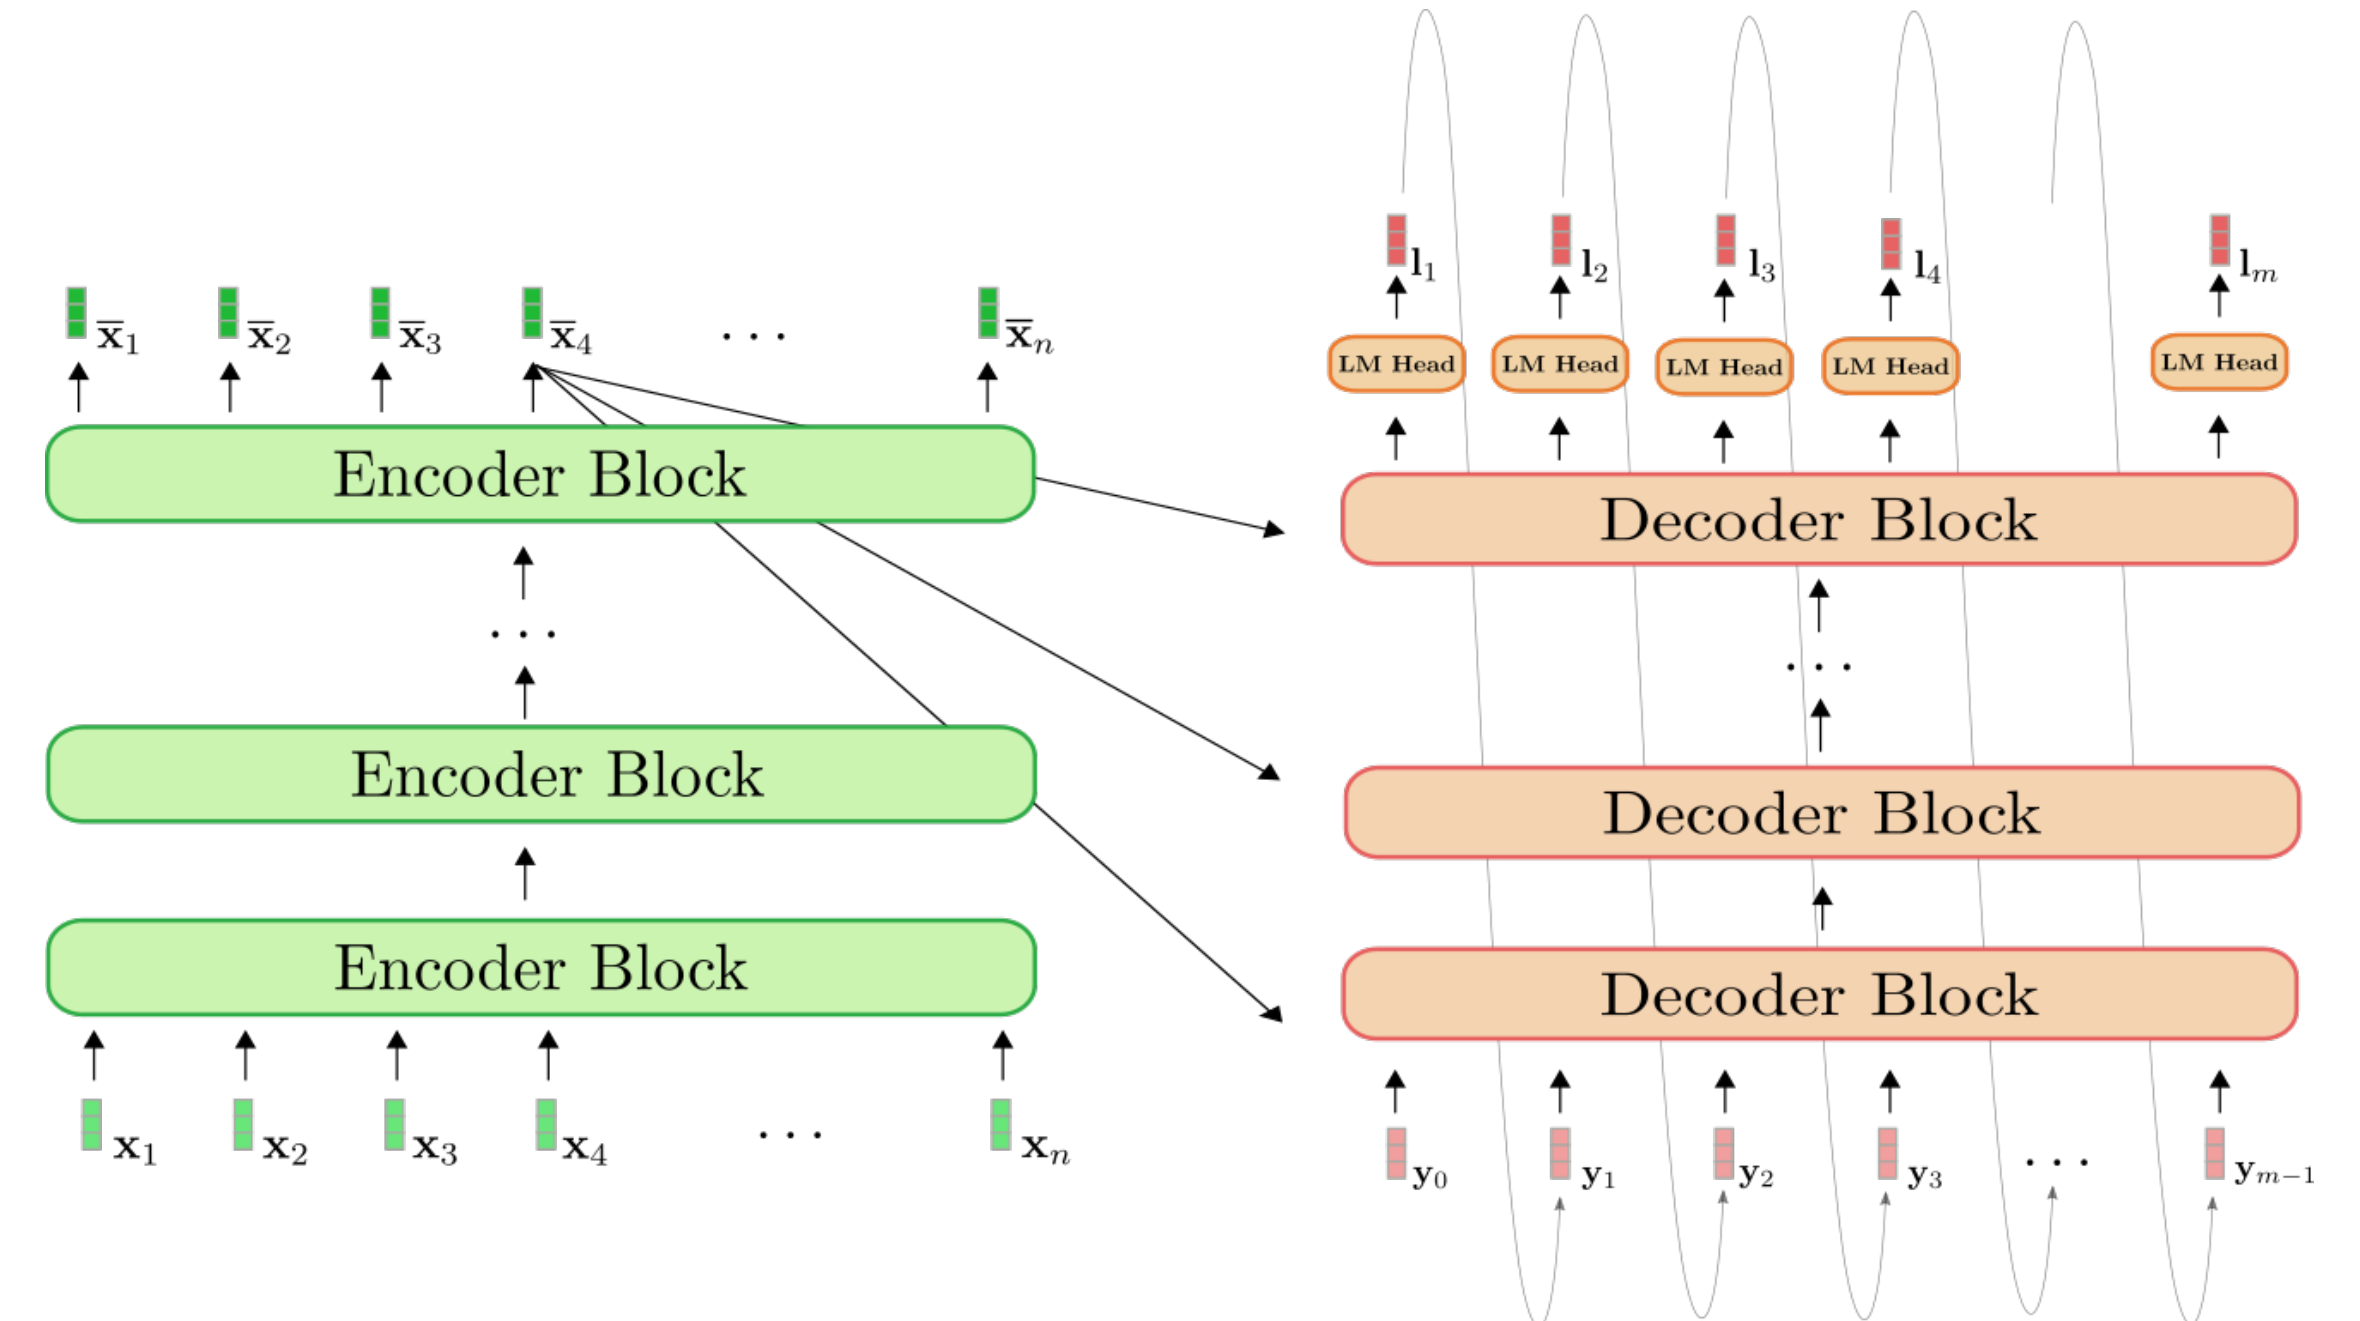 l₁ l₂ l₃ l₄ lₘ
x̅₁ x̅₂ x̅₃ x̅₄ ... x̅ₙ
LM Head LM Head LM Head LM Head LM Head
Encoder Block
Decoder Block
...
...
Encoder Block
Decoder Block
Encoder Block
Decoder Block
x₁ x₂ x₃ x₄ ... xₙ
y₀ y₁ y₂ y₃ ... yₘ₋₁